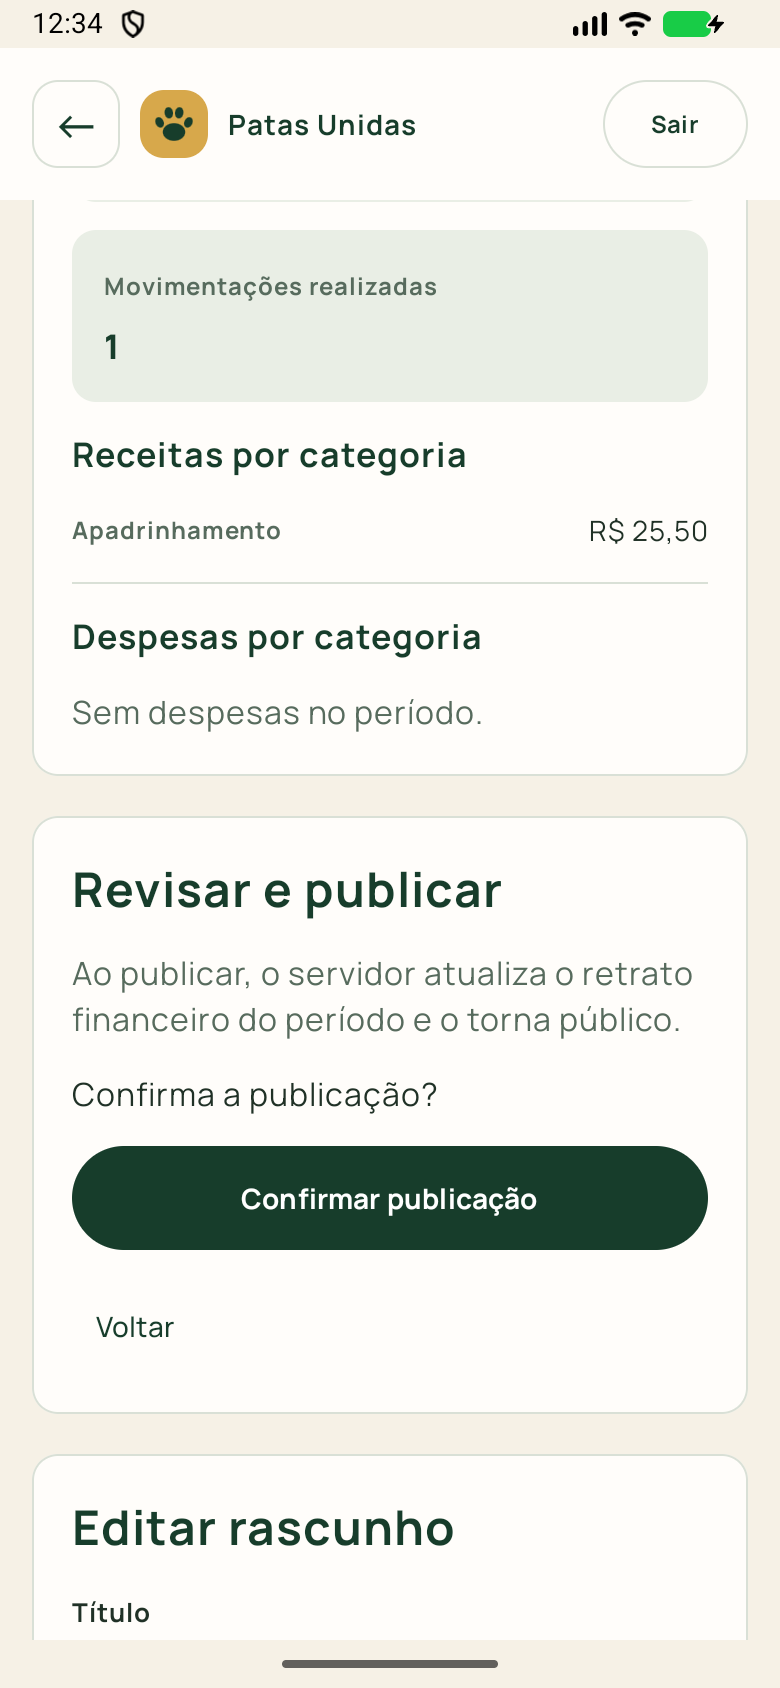 12:34
Patas Unidas
Sair
Movimentações realizadas
1
Receitas por categoria
Apadrinhamento R$ 25,50
Despesas por categoria
Sem despesas no período.
Revisar e publicar
Ao publicar, o servidor atualiza o retrato
financeiro do período e o torna público.
Confirma a publicação?
Confirmar publicação
Voltar
Editar rascunho
Título